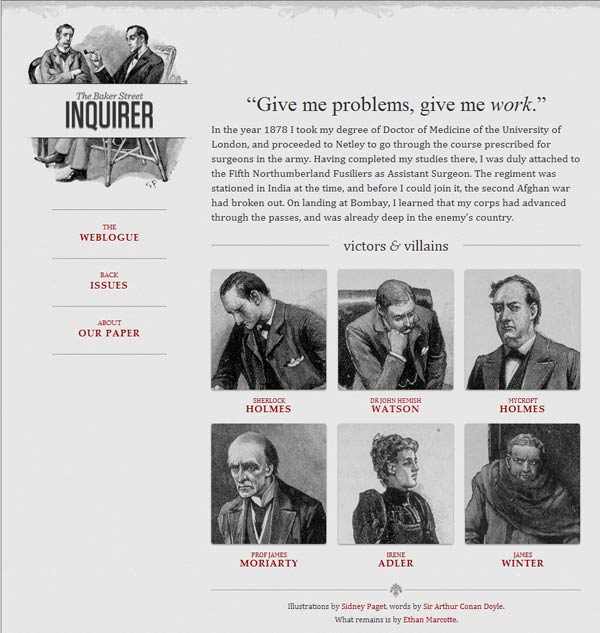 The Baker Street
INQUIRER
SP
THE
WEBLOGUE
BACK
ISSUES
ABOUT
OUR PAPER
“Give me problems, give me work.”
In the year 1878 I took my degree of Doctor of Medicine of the University of
London, and proceeded to Netley to go through the course prescribed for
surgeons in the army. Having completed my studies there, I was duly attached to
the Fifth Northumberland Fusiliers as Assistant Surgeon. The regiment was
stationed in India at the time, and before I could join it, the second Afghan war
had broken out. On landing at Bombay, I learned that my corps had advanced
through the passes, and was already deep in the enemy’s country.
victors & villains
SHERLOCK
HOLMES
DR JOHN HEMISH
WATSON
MYCROFT
HOLMES
PROF JAMES
MORIARTY
IRENE
ADLER
JAMES
WINTER
Illustrations by Sidney Paget, words by Sir Arthur Conan Doyle.
What remains is by Ethan Marcotte.